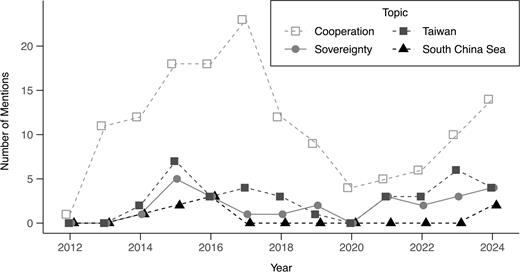 Topic
Cooperation
Taiwan
Sovereignty
South China Sea
Number of Mentions
20
15
10
5
0
2012
2014
2016
2018
2020
2022
2024
Year